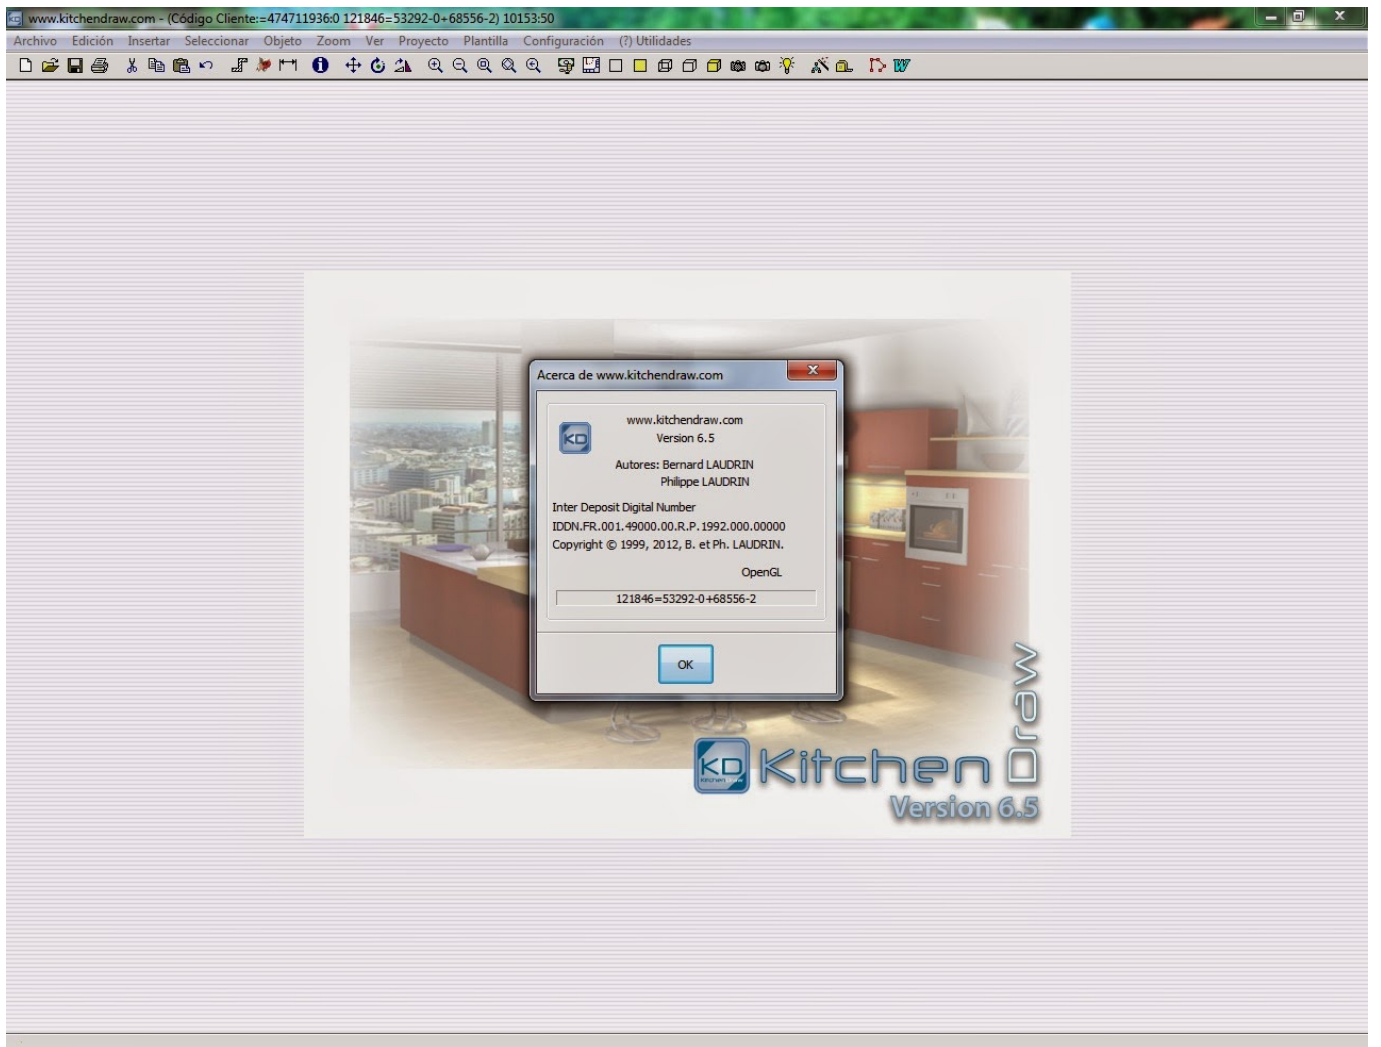 www.kitchendraw.com - (Código Cliente:=474711936:0 121846=53292-0+68556-2) 10153:50
Archivo Edición Insertar Seleccionar Objeto Zoom Ver Proyecto Plantilla Configuración (?) Utilidades
Acerca de www.kitchendraw.com
www.kitchendraw.com
Version 6.5
Autores: Bernard LAUDRIN
Philippe LAUDRIN
Inter Deposit Digital Number
IDDN.FR.001.49000.00.R.P.1992.000.00000
Copyright © 1999, 2012, B. et Ph. LAUDRIN.
OpenGL
121846=53292-0+68556-2
OK
KD Kitchen Draw
Version 6.5